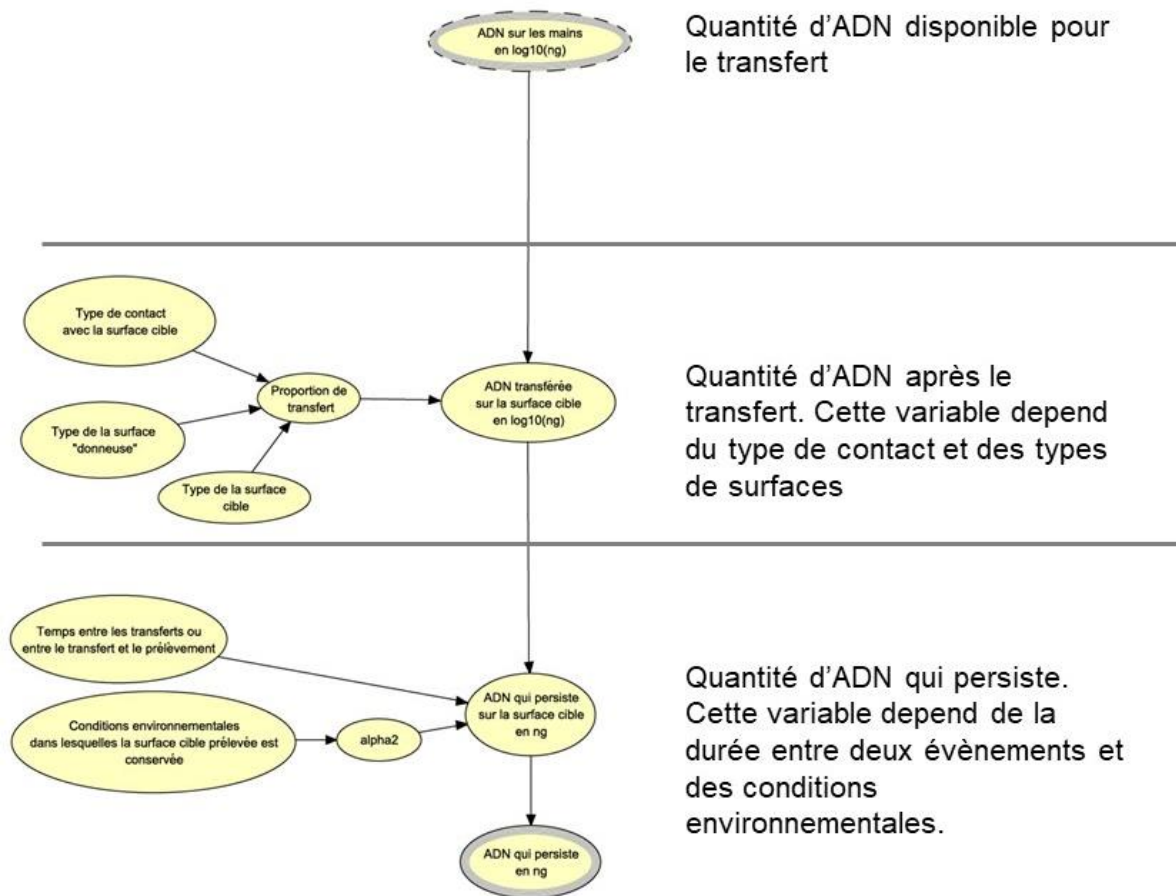 ADN sur les mains
en log10(ng)
Quantité d'ADN disponible pour
le transfert
Type de contact
avec la surface cible
Proportion de
transfert
Type de la surface
"donneuse"
Type de la surface
cible
ADN transférée
sur la surface cible
en log10(ng)
Quantité d'ADN après le
transfert. Cette variable depend
du type de contact et des types
de surfaces
Temps entre les transferts ou
entre le transfert et le prélèvement
Conditions environnementales
dans lesquelles la surface cible prélevée est
conservée
alpha2
ADN qui persiste
sur la surface cible
en ng
ADN qui persiste
en ng
Quantité d'ADN qui persiste.
Cette variable depend de la
durée entre deux évènements et
des conditions
environnementales.